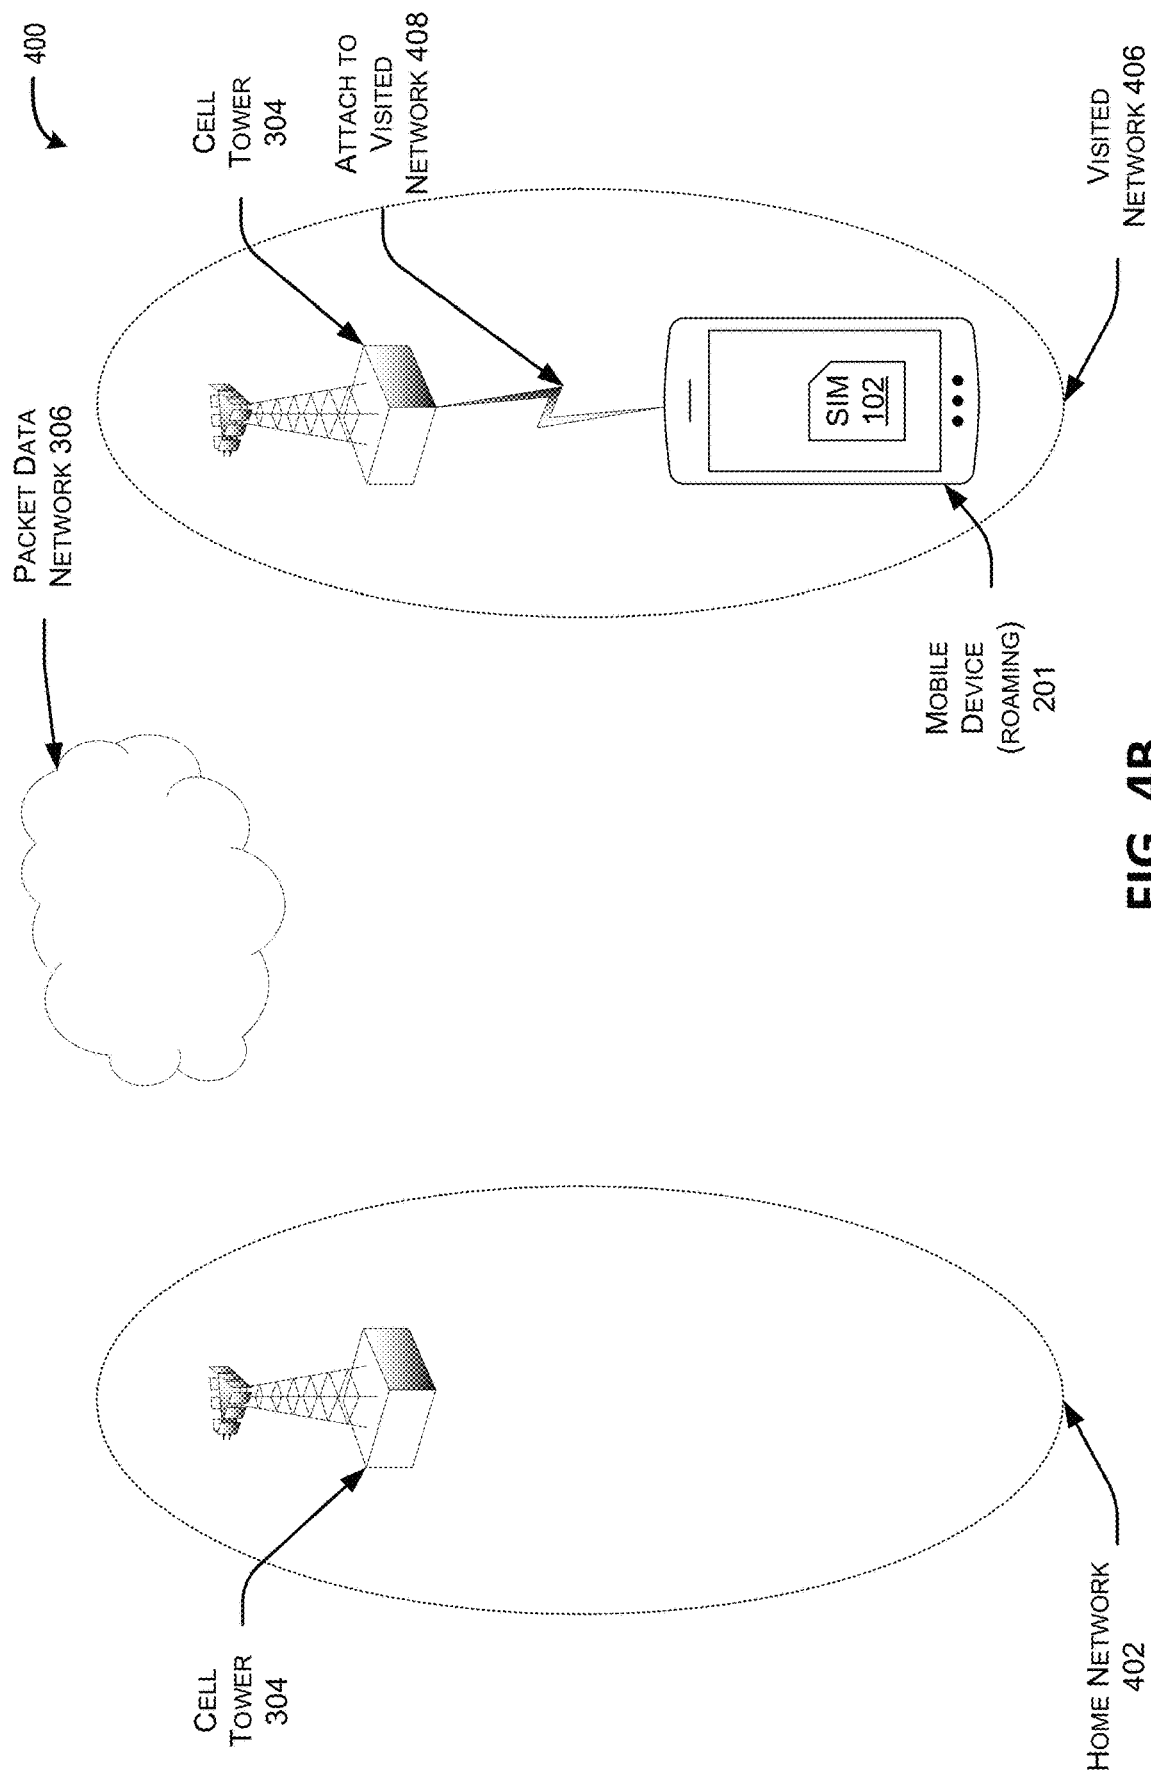 400
PACKET DATA
NETWORK 306
CELL
TOWER
304
CELL
TOWER
304
ATTACH TO
VISITED
NETWORK 408
SIM
102
MOBILE
DEVICE
(ROAMING)
201
HOME NETWORK
402
VISITED
NETWORK 406
FIG. 4B